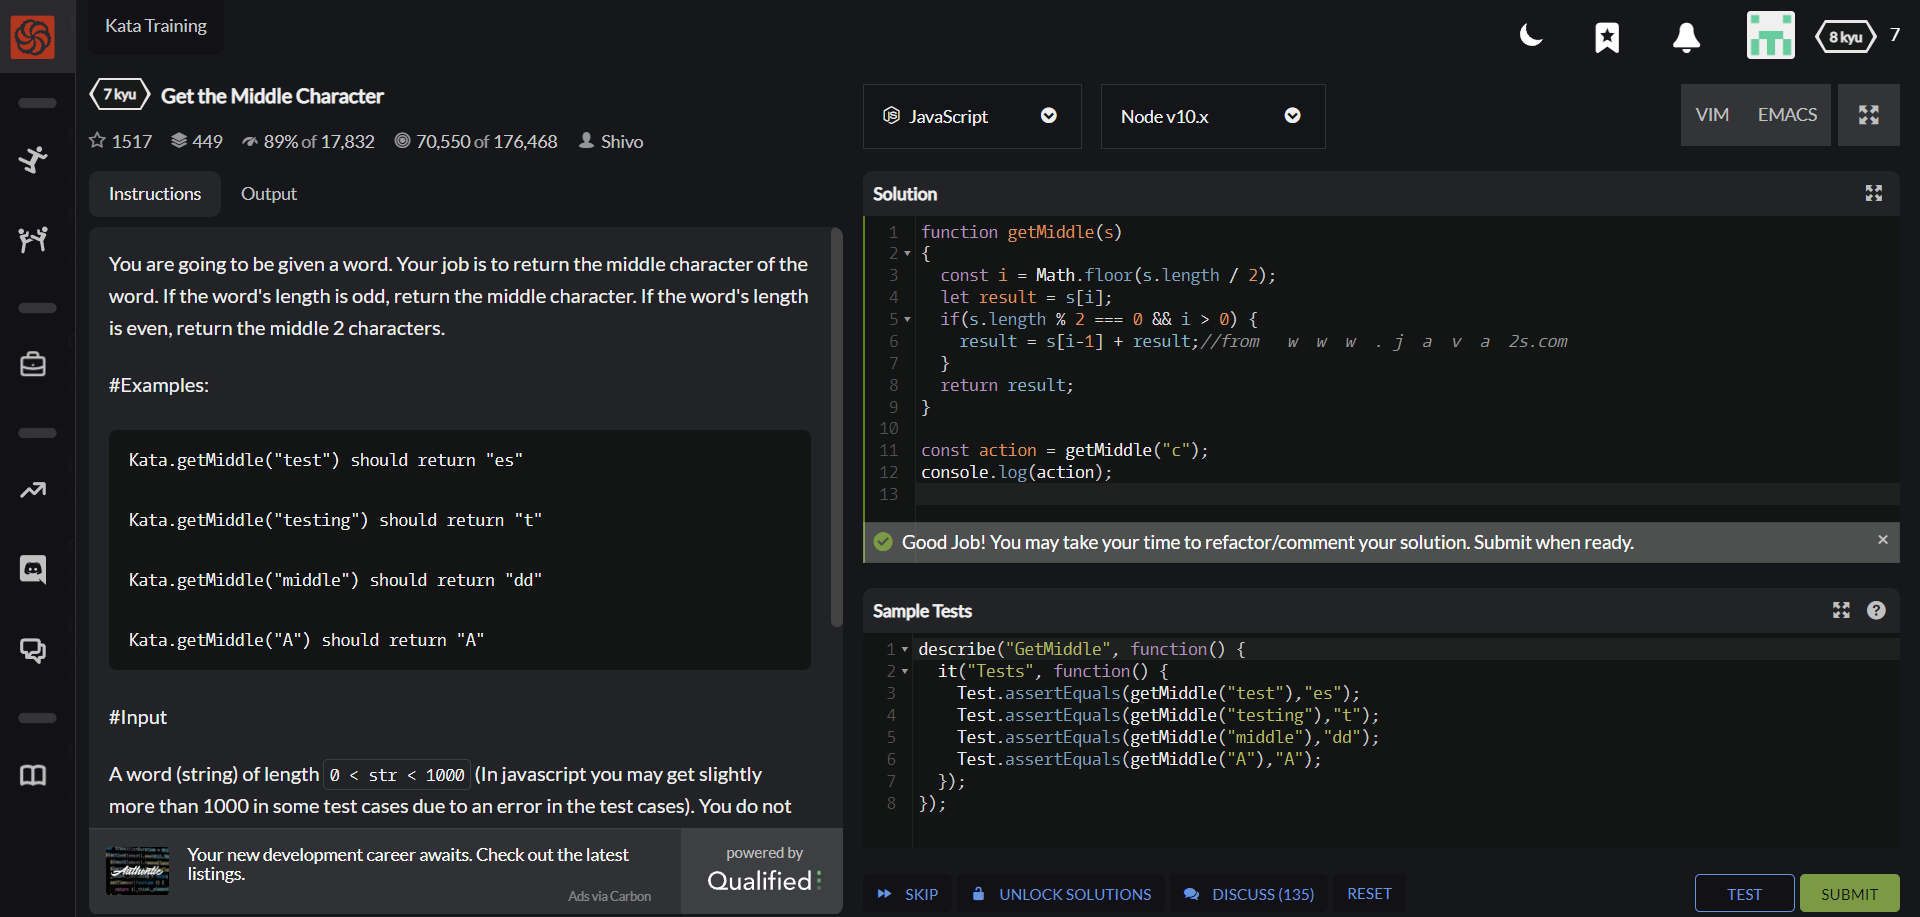 Kata Training
8 kyu
7
7 kyu
Get the Middle Character
1517 449 89% of 17,832 70,550 of 176,468 Shivo
Instructions Output
You are going to be given a word. Your job is to return the middle character of the
word. If the word's length is odd, return the middle character. If the word's length
is even, return the middle 2 characters.
#Examples:
Kata.getMiddle("test") should return "es"
Kata.getMiddle("testing") should return "t"
Kata.getMiddle("middle") should return "dd"
Kata.getMiddle("A") should return "A"
#Input
A word (string) of length 0 < str < 1000 (In javascript you may get slightly
more than 1000 in some test cases due to an error in the test cases). You do not
Your new development career awaits. Check out the latest
listings.
Ads via Carbon
Authentic
powered by
Qualified
JavaScript
Node v10.x
VIM EMACS
Solution
1 function getMiddle(s)
2 {
3 const i = Math.floor(s.length / 2);
4 let result = s[i];
5 if(s.length % 2 === 0 && i > 0) {
6 result = s[i-1] + result;//from w w w . j a v a 2s.com
7 }
8 return result;
9 }
10
11 const action = getMiddle("c");
12 console.log(action);
13
Good Job! You may take your time to refactor/comment your solution. Submit when ready.
×
Sample Tests
?
1 describe("GetMiddle", function() {
2 it("Tests", function() {
3 Test.assertEquals(getMiddle("test"),"es");
4 Test.assertEquals(getMiddle("testing"),"t");
5 Test.assertEquals(getMiddle("middle"),"dd");
6 Test.assertEquals(getMiddle("A"),"A");
7 });
8 });
SKIP UNLOCK SOLUTIONS DISCUSS (135) RESET TEST SUBMIT